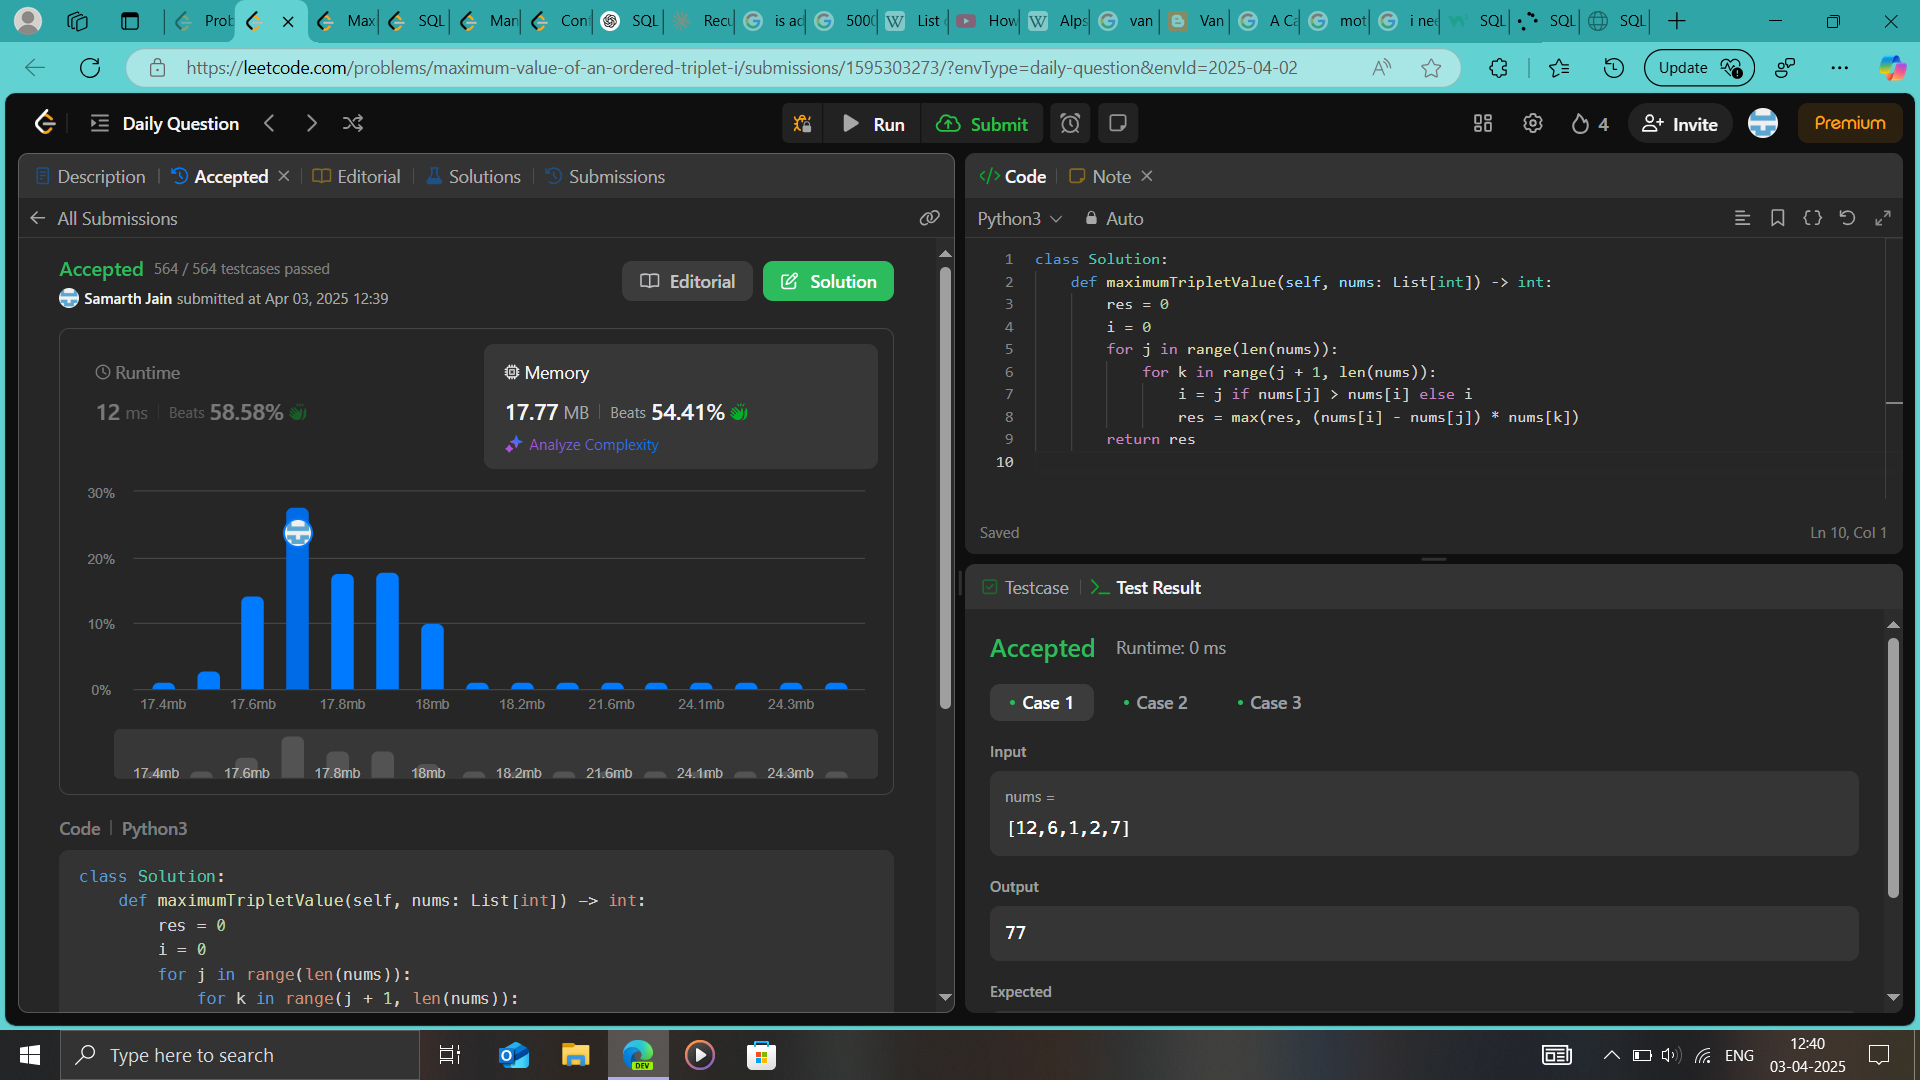 Prob
Max
SQL
Man
Con
SQL
Recu
is ac
5000
List
How
Alps
van
Van
A Ca
mot
i nee
SQL
SQL
SQL
https://leetcode.com/problems/maximum-value-of-an-ordered-triplet-i/submissions/1595303273/?envType=daily-question&envId=2025-04-02
Update
Daily Question
Run
Submit
4
Invite
Premium
Description
Accepted
Editorial
Solutions
Submissions
All Submissions
Accepted 564 / 564 testcases passed
Samarth Jain submitted at Apr 03, 2025 12:39
Editorial
Solution
Runtime
12 ms | Beats 58.58%
Memory
17.77 MB | Beats 54.41%
Analyze Complexity
30%
20%
10%
0%
17.4mb 17.6mb 17.8mb 18mb 18.2mb 21.6mb 24.1mb 24.3mb
17.4mb 17.6mb 17.8mb 18mb 18.2mb 21.6mb 24.1mb 24.3mb
Code | Python3
class Solution:
def maximumTripletValue(self, nums: List[int]) -> int:
res = 0
i = 0
for j in range(len(nums)):
for k in range(j + 1, len(nums)):
</> Code
Note
Python3
Auto
1 class Solution:
2 def maximumTripletValue(self, nums: List[int]) -> int:
3 res = 0
4 i = 0
5 for j in range(len(nums)):
6 for k in range(j + 1, len(nums)):
7 i = j if nums[j] > nums[i] else i
8 res = max(res, (nums[i] - nums[j]) * nums[k])
9 return res
10
Saved
Ln 10, Col 1
Testcase
Test Result
Accepted Runtime: 0 ms
Case 1
Case 2
Case 3
Input
nums =
[12,6,1,2,7]
Output
77
Expected
Type here to search
DEV
ENG
12:40
03-04-2025